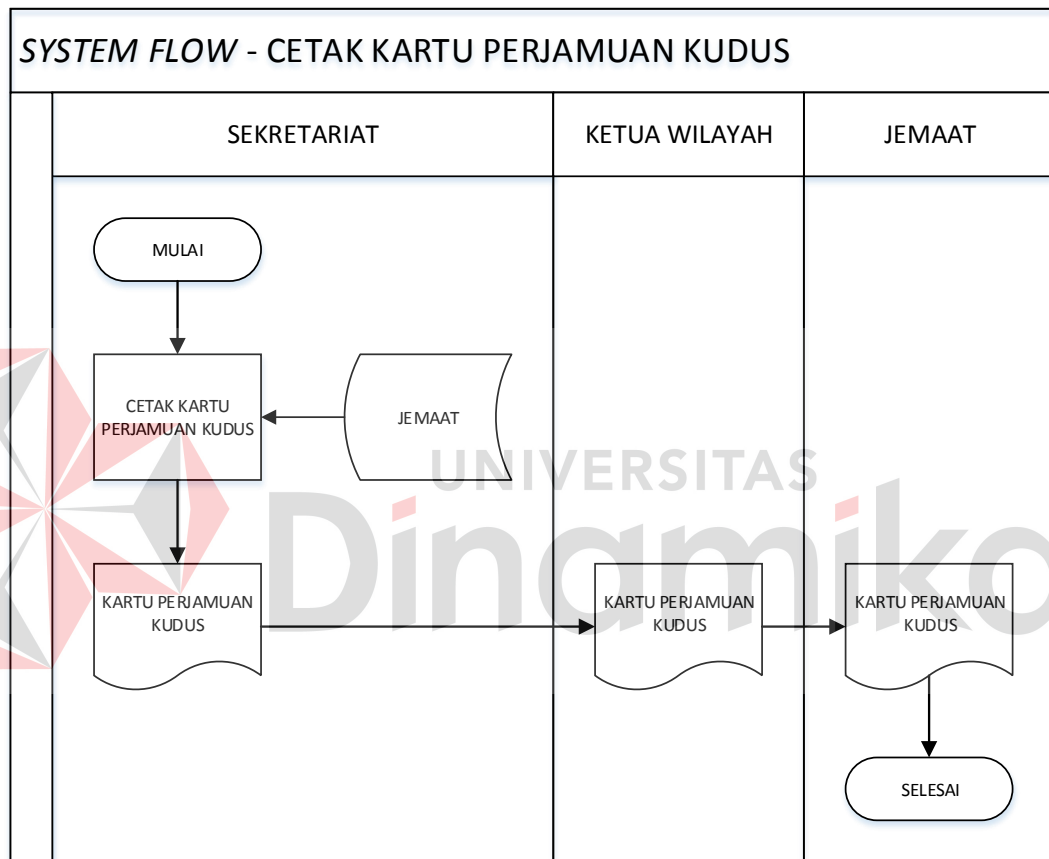 SYSTEM FLOW - CETAK KARTU PERJAMUAN KUDUS
SEKRETARIAT
KETUA WILAYAH
JEMAAT
MULAI
CETAK KARTU
PERJAMUAN KUDUS
JEMAAT
UNIVERSITAS
Dinamika
KARTU PERJAMUAN
KUDUS
KARTU PERJAMUAN
KUDUS
KARTU PERJAMUAN
KUDUS
SELESAI